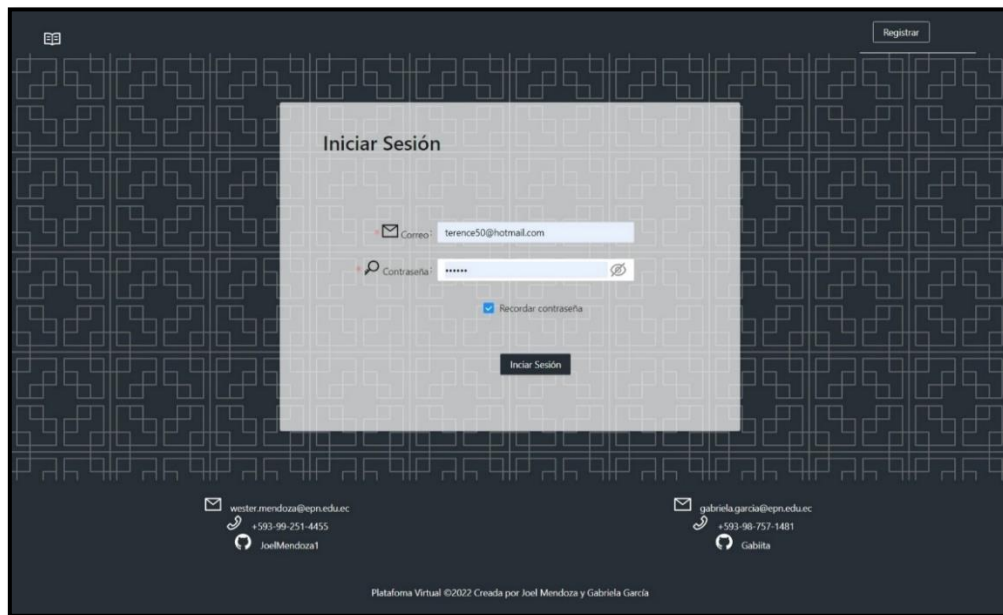 Registrar
Iniciar Sesión
* Correo: terence50@hotmail.com
* Contraseña: ••••••
Recordar contraseña
Inciar Sesión
wester.mendoza@epn.edu.ec
+593-99-251-4455
JoelMendoza1
gabriela.garcia@epn.edu.ec
+593-98-757-1481
Gabiita
Platafoma Virtual ©2022 Creada por Joel Mendoza y Gabriela García